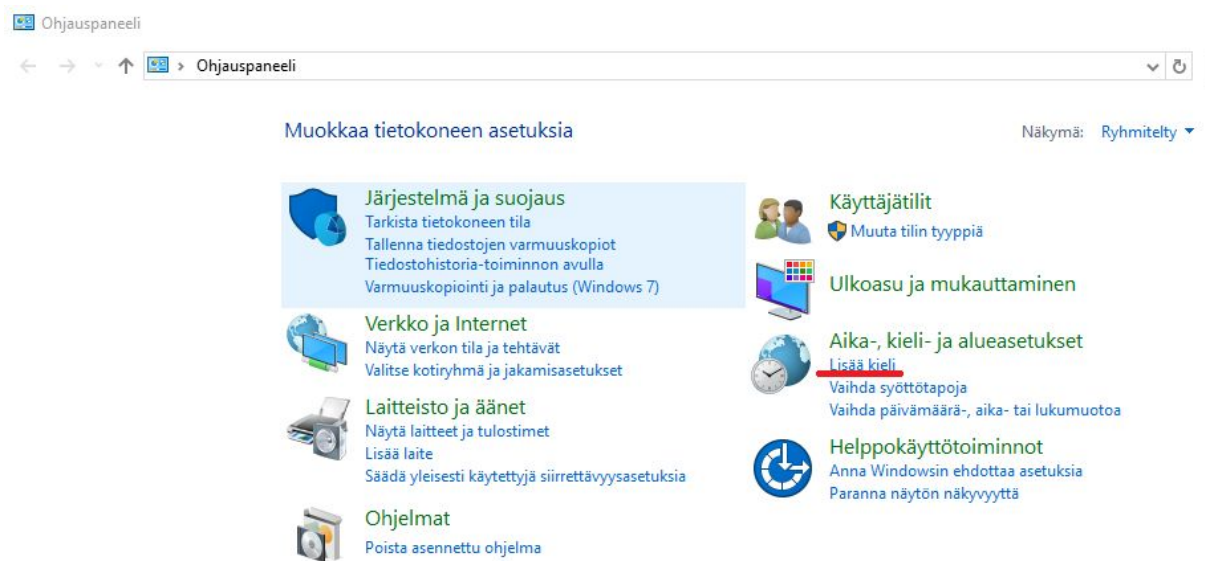 Ohjauspaneeli
Ohjauspaneeli
Muokkaa tietokoneen asetuksia
Näkymä: Ryhmitelty
Järjestelmä ja suojaus
Tarkista tietokoneen tila
Tallenna tiedostojen varmuuskopiot
Tiedostohistoria-toiminnon avulla
Varmuuskopiointi ja palautus (Windows 7)
Verkko ja Internet
Näytä verkon tila ja tehtävät
Valitse kotiryhmä ja jakamisasetukset
Laitteisto ja äänet
Näytä laitteet ja tulostimet
Lisää laite
Säädä yleisesti käytettyjä siirrettävyysasetuksia
Ohjelmat
Poista asennettu ohjelma
Käyttäjätilit
Muuta tilin tyyppiä
Ulkoasu ja mukauttaminen
Aika-, kieli- ja alueasetukset
Lisää kieli
Vaihda syöttötapoja
Vaihda päivämäärä-, aika- tai lukumuotoa
Helppokäyttötoiminnot
Anna Windowsin ehdottaa asetuksia
Paranna näytön näkyvyyttä